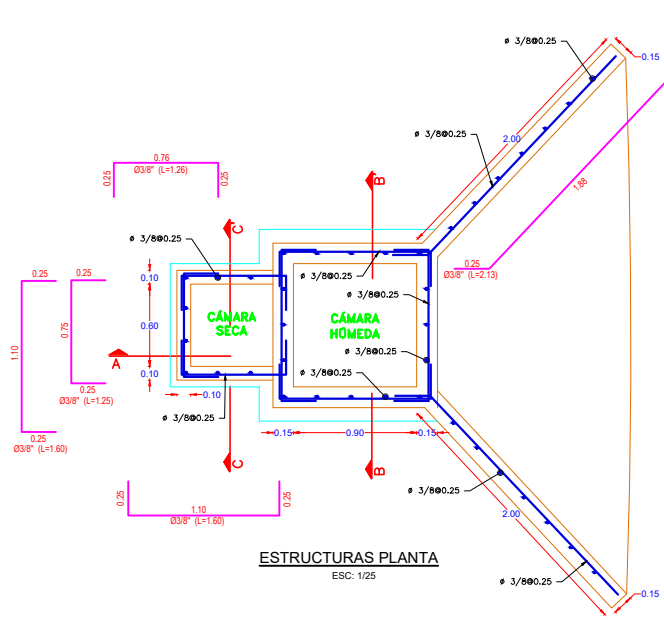 ø 3/8@0.25
0.15
2.00
ø 3/8@0.25
1.88
0.76
Ø3/8" (L=1.26)
0.25
0.25
B
C
ø 3/8@0.25
0.25
Ø3/8" (L=2.13)
0.25
0.25
0.10
ø 3/8@0.25
ø 3/8@0.25
CÁMARA
SECA
CÁMARA
HÚMEDA
0.60
0.75
1.10
ø 3/8@0.25
A
0.10
ø 3/8@0.25
0.25
Ø3/8" (L=1.25)
0.10
ø 3/8@0.25
0.25
Ø3/8" (L=1.60)
0.15
0.90
0.15
C
B
0.25
0.25
1.10
Ø3/8" (L=1.60)
ø 3/8@0.25
2.00
ø 3/8@0.25
0.15
ESTRUCTURAS PLANTA
ESC: 1/25